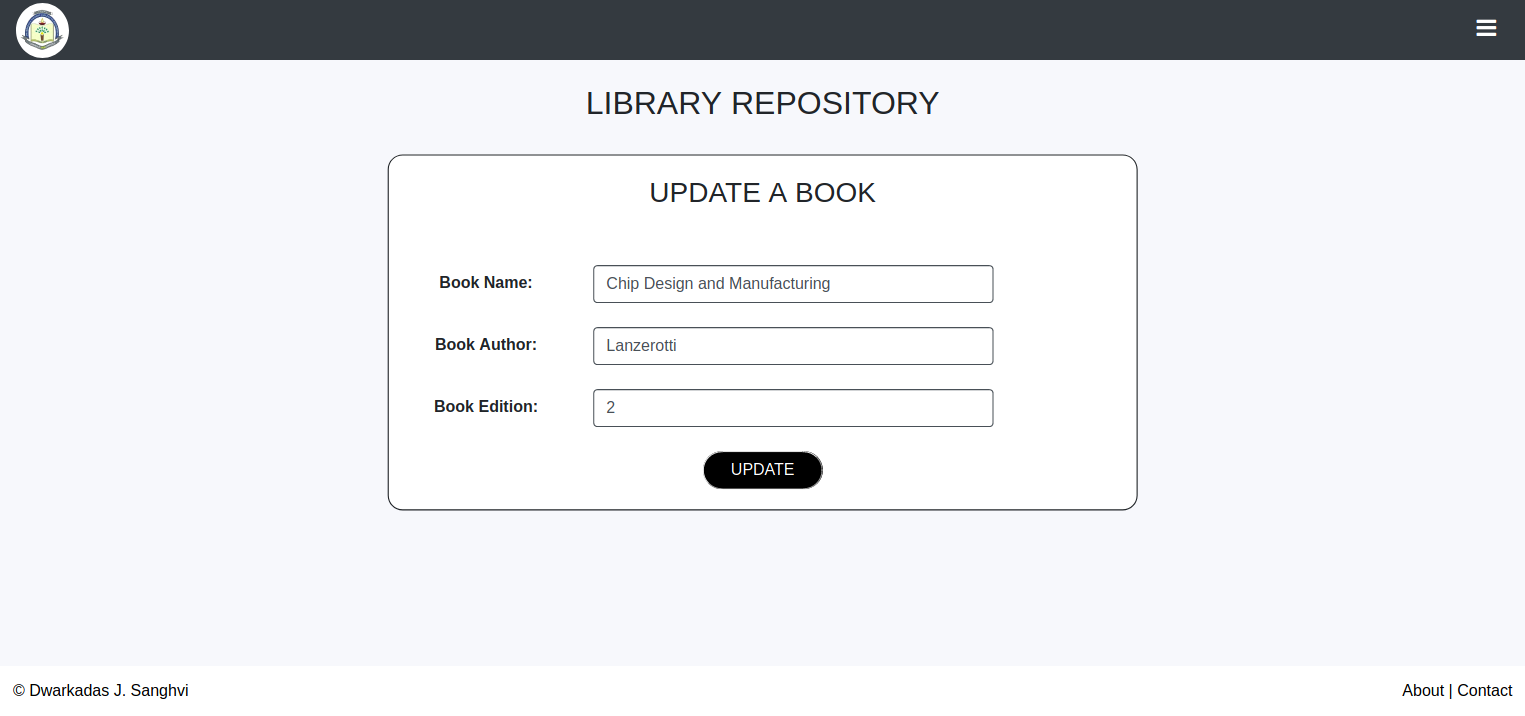 LIBRARY REPOSITORY
UPDATE A BOOK
Book Name: Chip Design and Manufacturing
Book Author: Lanzerotti
Book Edition: 2
UPDATE
© Dwarkadas J. Sanghvi About | Contact